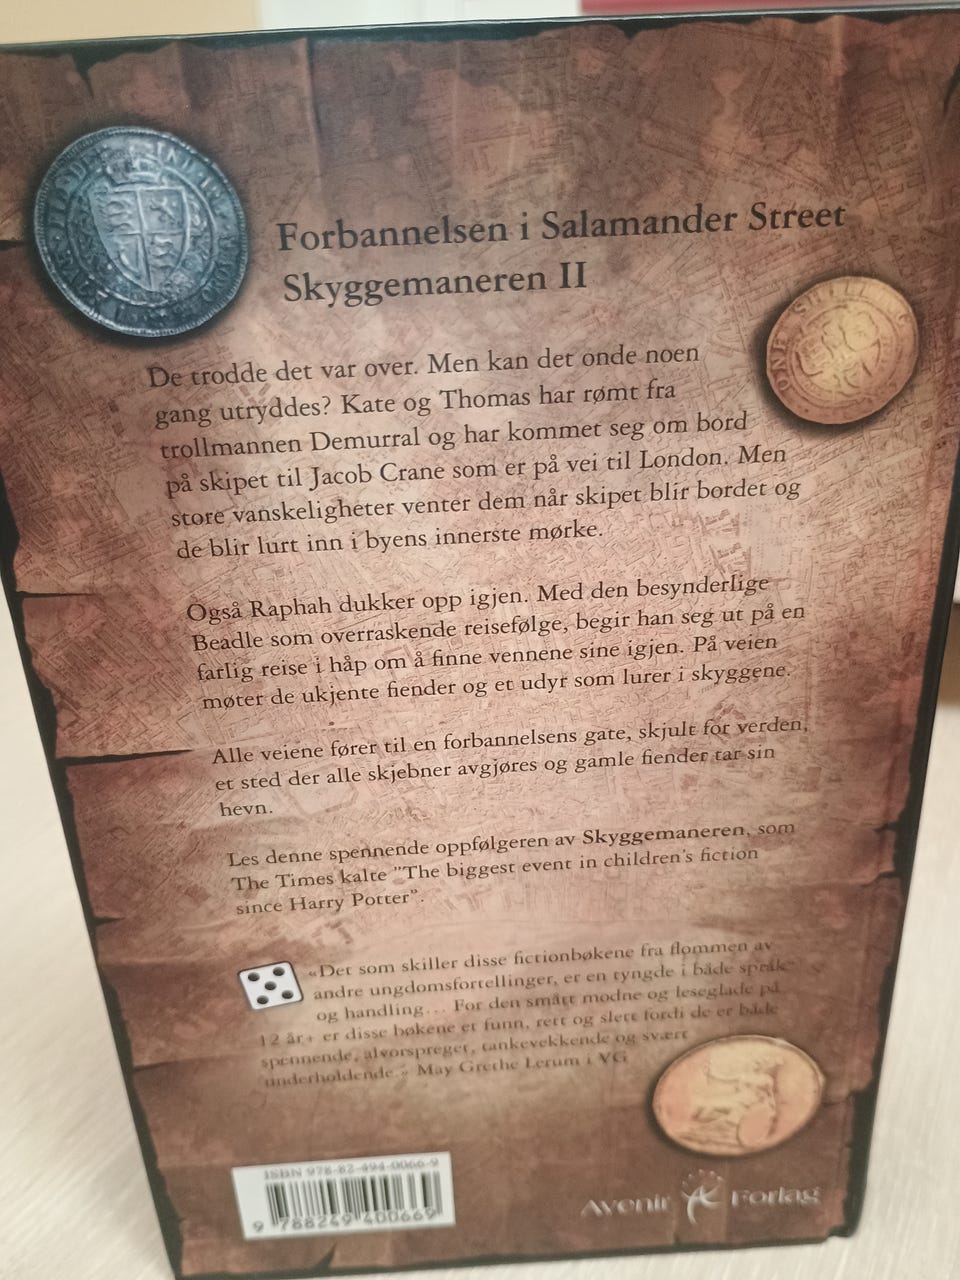 Forbannelsen i Salamander Street
Skyggemaneren II
ONE SHILLING
De trodde det var over. Men kan det onde noen
gang utryddes? Kate og Thomas har rømt fra
trollmannen Demurral og har kommet seg om bord
på skipet til Jacob Crane som er på vei til London. Men
store vanskeligheter venter dem når skipet blir bordet og
de blir lurt inn i byens innerste mørke.
Også Raphah dukker opp igjen. Med den besynderlige
Beadle som overraskende reisefølge, begir han seg ut på en
farlig reise i håp om å finne vennene sine igjen. På veien
møter de ukjente fiender og et udyr som lurer i skyggene.
Alle veiene fører til en forbannelsens gate, skjult for verden,
et sted der alle skjebner avgjøres og gamle fiender tar sin
hevn.
Les denne spennende oppfølgeren av Skyggemaneren, som
The Times kalte "The biggest event in children's fiction
since Harry Potter".
«Det som skiller disse fictionbøkene fra flommen av
andre ungdomsfortellinger, er en tyngde i både språk
og handling... For den smått modne og leseglade på
12 år+ er disse bøkene et funn, rett og slett fordi de er både
spennende, alvorspreget, tankevekkende og svært
underholdende.» May Grethe Lerum i VG
ISBN 978-82-494-0066-9
9 788249 400669
Avenir Forlag